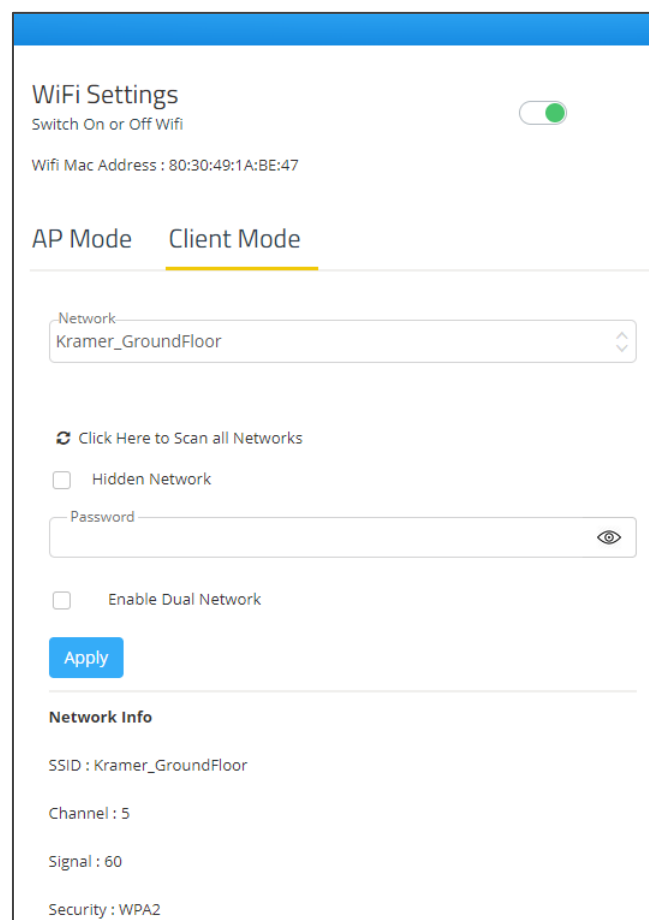 WiFi Settings
Switch On or Off Wifi
Wifi Mac Address : 80:30:49:1A:BE:47
AP Mode Client Mode
Network
Kramer_GroundFloor
Click Here to Scan all Networks
Hidden Network
Password
Enable Dual Network
Apply
Network Info
SSID : Kramer_GroundFloor
Channel : 5
Signal : 60
Security : WPA2